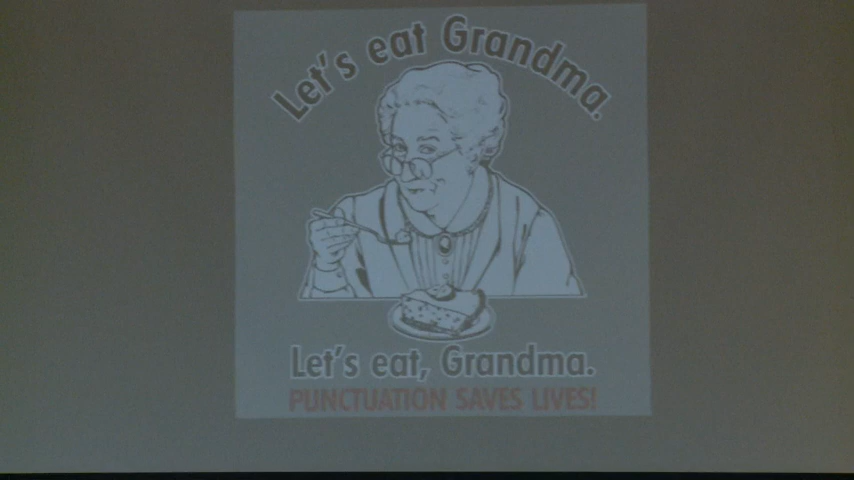 Let's eat Grandma.
Let's eat, Grandma.
PUNCTUATION SAVES LIVES!